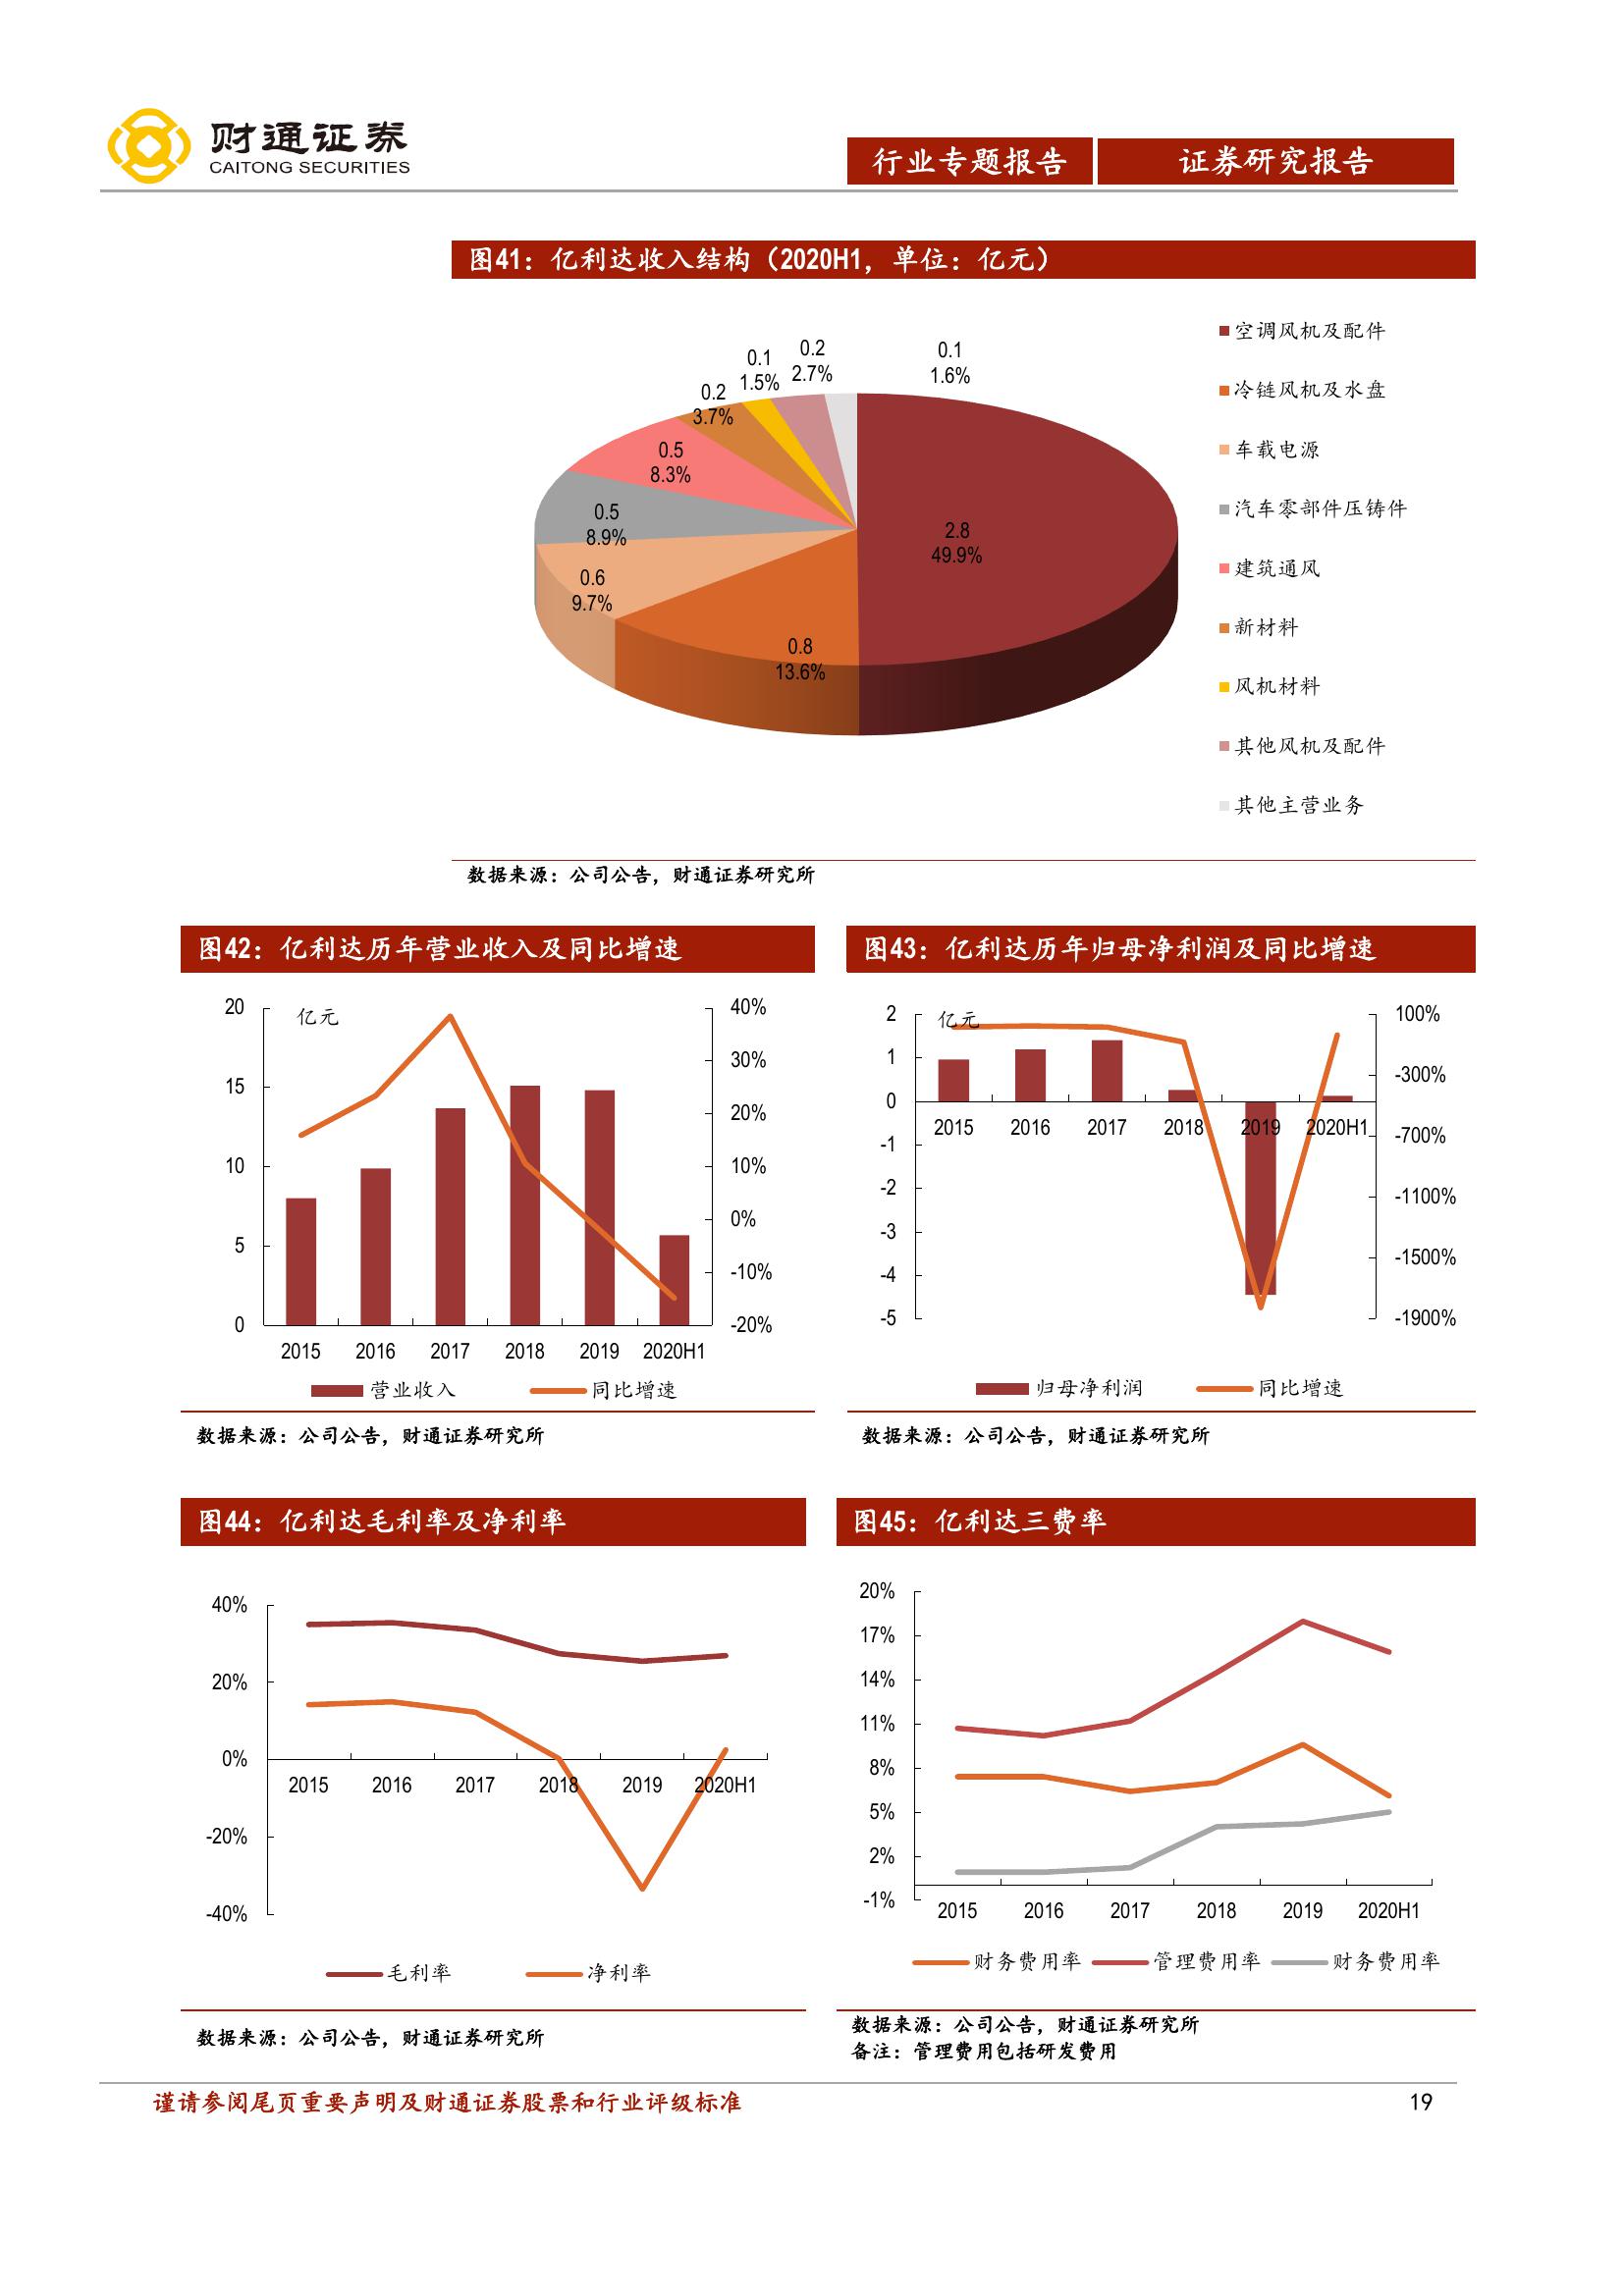 财通证券
CAITONG SECURITIES
行业专题报告 证券研究报告
图41：亿利达收入结构（2020H1，单位：亿元）
0.1
1.6%
0.2
2.7%
0.1
1.5%
0.2
3.7%
0.5
8.3%
0.5
8.9%
0.6
9.7%
0.8
13.6%
2.8
49.9%
空调风机及配件
冷链风机及水盘
车载电源
汽车零部件压铸件
建筑通风
新材料
风机材料
其他风机及配件
其他主营业务
数据来源：公司公告，财通证券研究所
图42：亿利达历年营业收入及同比增速
亿元
20
15
10
5
0
40%
30%
20%
10%
0%
-10%
-20%
2015 2016 2017 2018 2019 2020H1
营业收入 同比增速
数据来源：公司公告，财通证券研究所
图43：亿利达历年归母净利润及同比增速
亿元
2
1
0
-1
-2
-3
-4
-5
100%
-300%
-700%
-1100%
-1500%
-1900%
2015 2016 2017 2018 2019 2020H1
归母净利润 同比增速
数据来源：公司公告，财通证券研究所
图44：亿利达毛利率及净利率
40%
20%
0%
-20%
-40%
2015 2016 2017 2018 2019 2020H1
毛利率 净利率
数据来源：公司公告，财通证券研究所
图45：亿利达三费率
20%
17%
14%
11%
8%
5%
2%
-1%
2015 2016 2017 2018 2019 2020H1
财务费用率 管理费用率 财务费用率
数据来源：公司公告，财通证券研究所
备注：管理费用包括研发费用
谨请参阅尾页重要声明及财通证券股票和行业评级标准 19